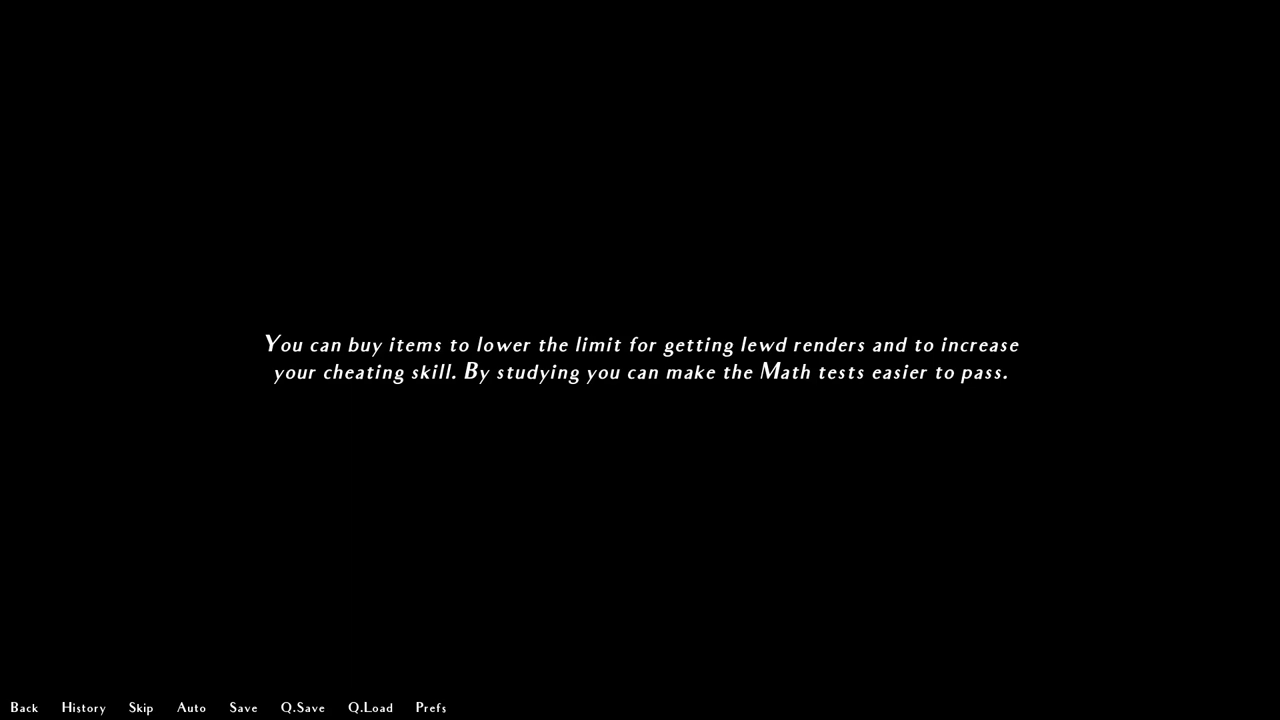 You can buy items to lower the limit for getting lewd renders and to increase
your cheating skill. By studying you can make the Math tests easier to pass.
Back History Skip Auto Save Q.Save Q.Load Prefs